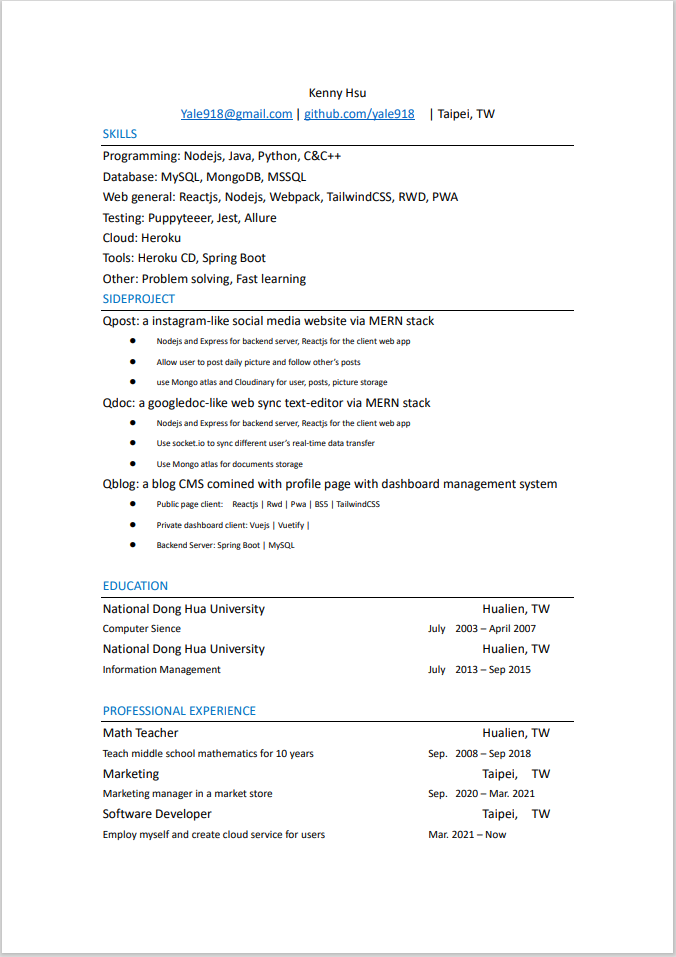 Kenny Hsu
Yale918@gmail.com | github.com/yale918 | Taipei, TW
SKILLS
Programming: Nodejs, Java, Python, C&C++
Database: MySQL, MongoDB, MSSQL
Web general: Reactjs, Nodejs, Webpack, TailwindCSS, RWD, PWA
Testing: Puppyteeer, Jest, Allure
Cloud: Heroku
Tools: Heroku CD, Spring Boot
Other: Problem solving, Fast learning
SIDEPROJECT
Qpost: a instagram-like social media website via MERN stack
● Nodejs and Express for backend server, Reactjs for the client web app
● Allow user to post daily picture and follow other’s posts
● use Mongo atlas and Cloudinary for user, posts, picture storage
Qdoc: a googledoc-like web sync text-editor via MERN stack
● Nodejs and Express for backend server, Reactjs for the client web app
● Use socket.io to sync different user’s real-time data transfer
● Use Mongo atlas for documents storage
Qblog: a blog CMS comined with profile page with dashboard management system
● Public page client: Reactjs | Rwd | Pwa | BS5 | TailwindCSS
● Private dashboard client: Vuejs | Vuetify |
● Backend Server: Spring Boot | MySQL
EDUCATION
National Dong Hua University Hualien, TW
Computer Sience July 2003 – April 2007
National Dong Hua University Hualien, TW
Information Management July 2013 – Sep 2015
PROFESSIONAL EXPERIENCE
Math Teacher Hualien, TW
Teach middle school mathematics for 10 years Sep. 2008 – Sep 2018
Marketing Taipei, TW
Marketing manager in a market store Sep. 2020 – Mar. 2021
Software Developer Taipei, TW
Employ myself and create cloud service for users Mar. 2021 – Now